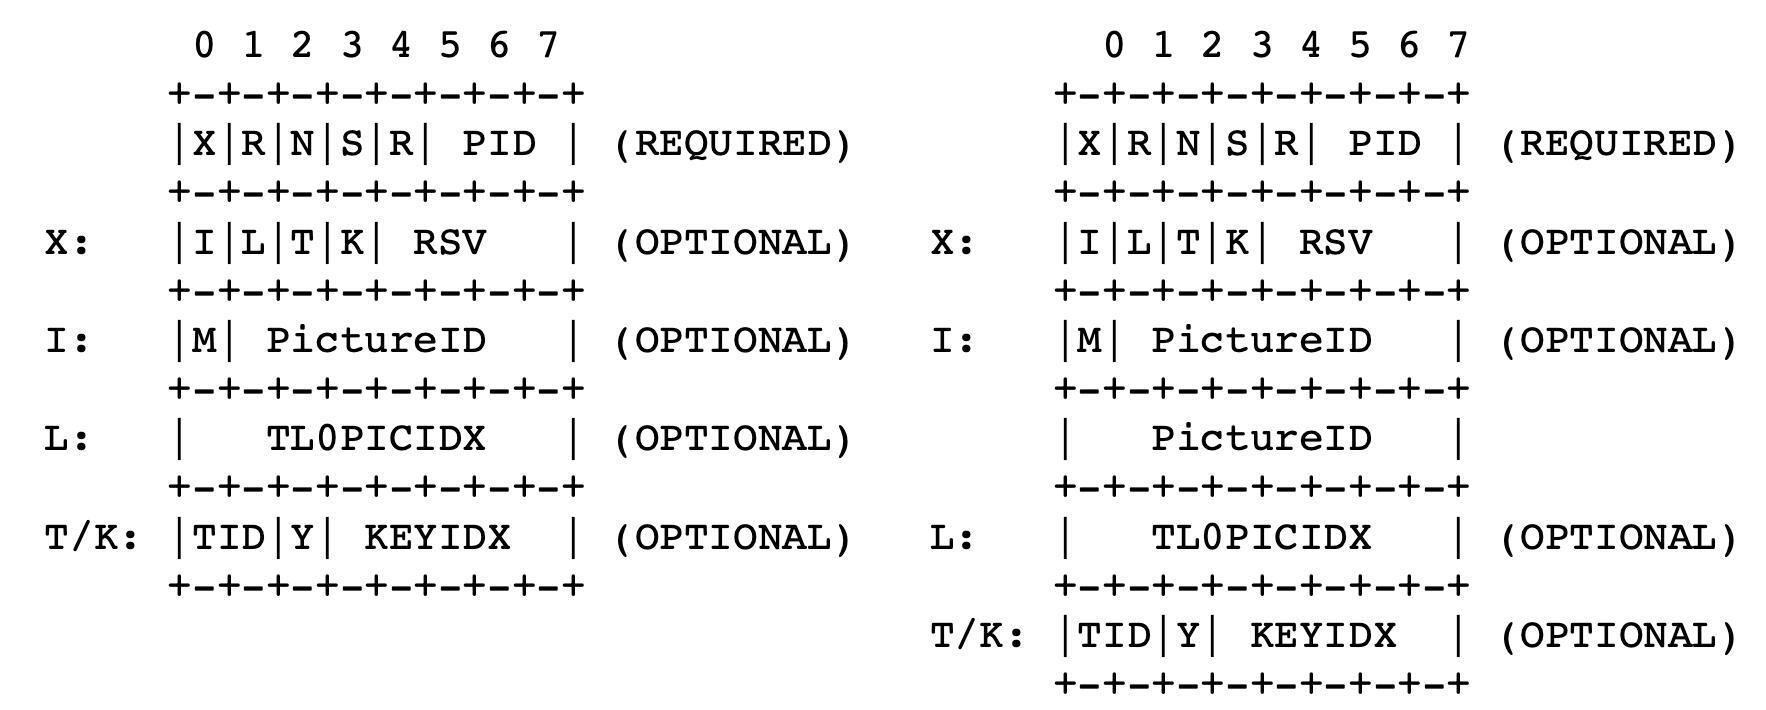 0 1 2 3 4 5 6 7                        0 1 2 3 4 5 6 7
     +-+-+-+-+-+-+-+-+                   +-+-+-+-+-+-+-+-+
     |X|R|N|S|R| PID | (REQUIRED)        |X|R|N|S|R| PID | (REQUIRED)
     +-+-+-+-+-+-+-+-+                   +-+-+-+-+-+-+-+-+
X:   |I|L|T|K| RSV   | (OPTIONAL)   X:   |I|L|T|K| RSV   | (OPTIONAL)
     +-+-+-+-+-+-+-+-+                   +-+-+-+-+-+-+-+-+
I:   |M| PictureID   | (OPTIONAL)   I:   |M| PictureID   | (OPTIONAL)
     +-+-+-+-+-+-+-+-+                   +-+-+-+-+-+-+-+-+
L:   |   TL0PICIDX   | (OPTIONAL)        |   PictureID   |
     +-+-+-+-+-+-+-+-+                   +-+-+-+-+-+-+-+-+
T/K: |TID|Y| KEYIDX  | (OPTIONAL)   L:   |   TL0PICIDX   | (OPTIONAL)
     +-+-+-+-+-+-+-+-+                   +-+-+-+-+-+-+-+-+
                                    T/K: |TID|Y| KEYIDX  | (OPTIONAL)
                                         +-+-+-+-+-+-+-+-+